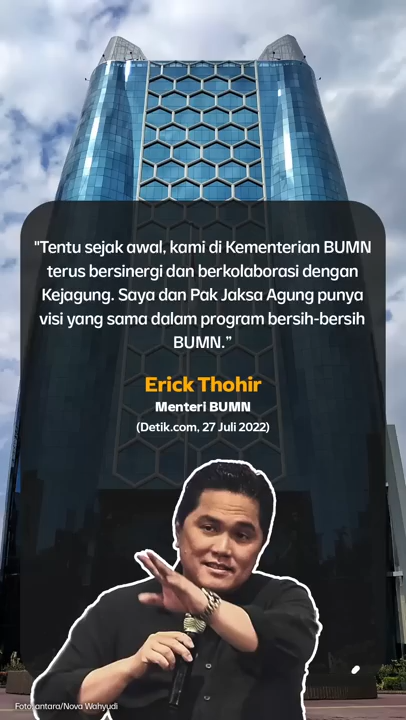 "Tentu sejak awal, kami di Kementerian BUMN
terus bersinergi dan berkolaborasi dengan
Kejagung. Saya dan Pak Jaksa Agung punya
visi yang sama dalam program bersih-bersih
BUMN.”
Erick Thohir
Menteri BUMN
(Detik.com, 27 Juli 2022)
Foto: antara/Nova Wahyudi